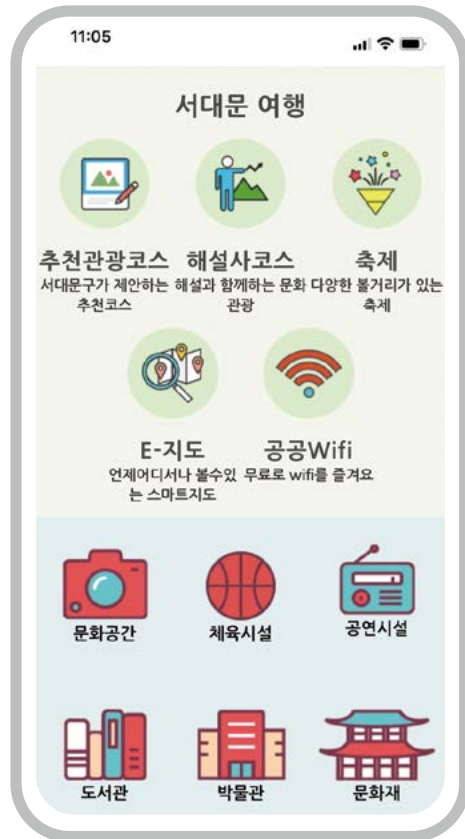 11:05
서대문 여행
추천관광코스 해설사코스 축제
서대문구가 제안하는 해설과 함께하는 문화 다양한 볼거리가 있는
추천코스 관광 축제
E-지도 공공Wifi
언제어디서나 볼수있 무료로 wifi를 즐겨요
는 스마트지도
문화공간 체육시설 공연시설
도서관 박물관 문화재